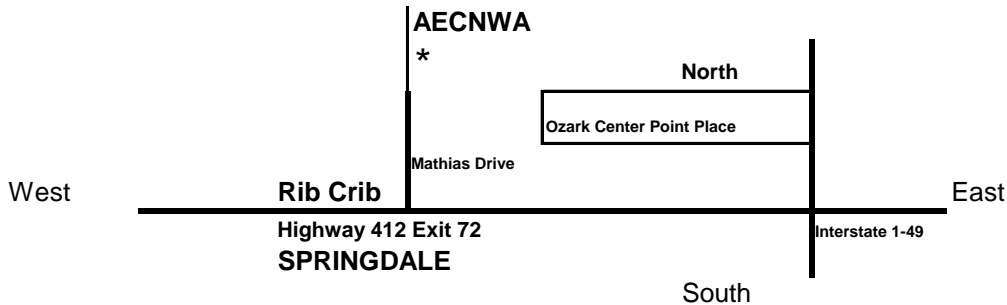 AECNWA
*
North
Ozark Center Point Place
Mathias Drive
West
Rib Crib
East
Highway 412 Exit 72
Interstate 1-49
SPRINGDALE
South